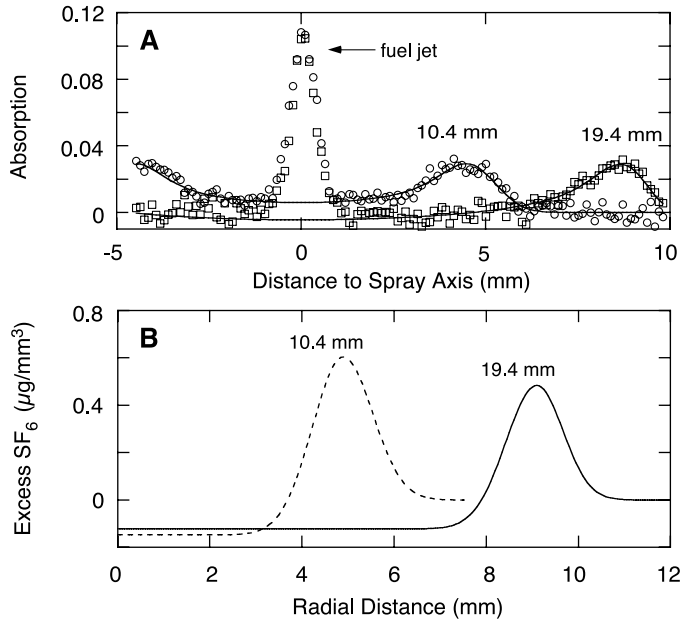 0.12
A
fuel jet
0.08
Absorption
10.4 mm
19.4 mm
0.04
0
-5
0
5
10
Distance to Spray Axis (mm)
0.8
B
10.4 mm
19.4 mm
Excess SF₆ (µg/mm³)
0.4
0
0
2
4
6
8
10
12
Radial Distance (mm)